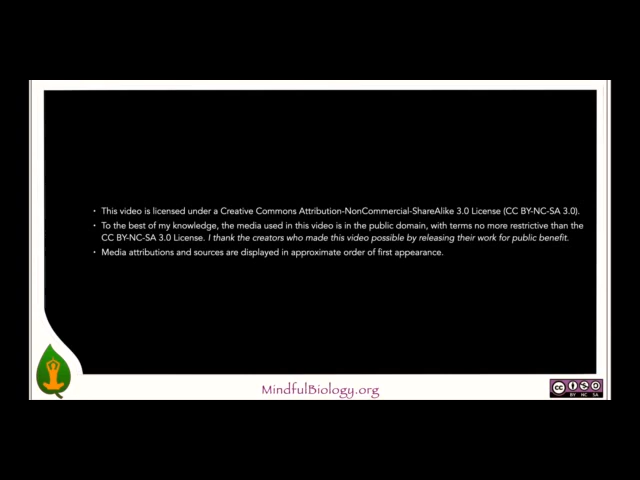 • This video is licensed under a Creative Commons Attribution-NonCommercial-ShareAlike 3.0 License (CC BY-NC-SA 3.0).
• To the best of my knowledge, the media used in this video is in the public domain, with terms no more restrictive than the
CC BY-NC-SA 3.0 License. I thank the creators who made this video possible by releasing their work for public benefit.
• Media attributions and sources are displayed in approximate order of first appearance.
MindfulBiology.org
cc
BY NC SA